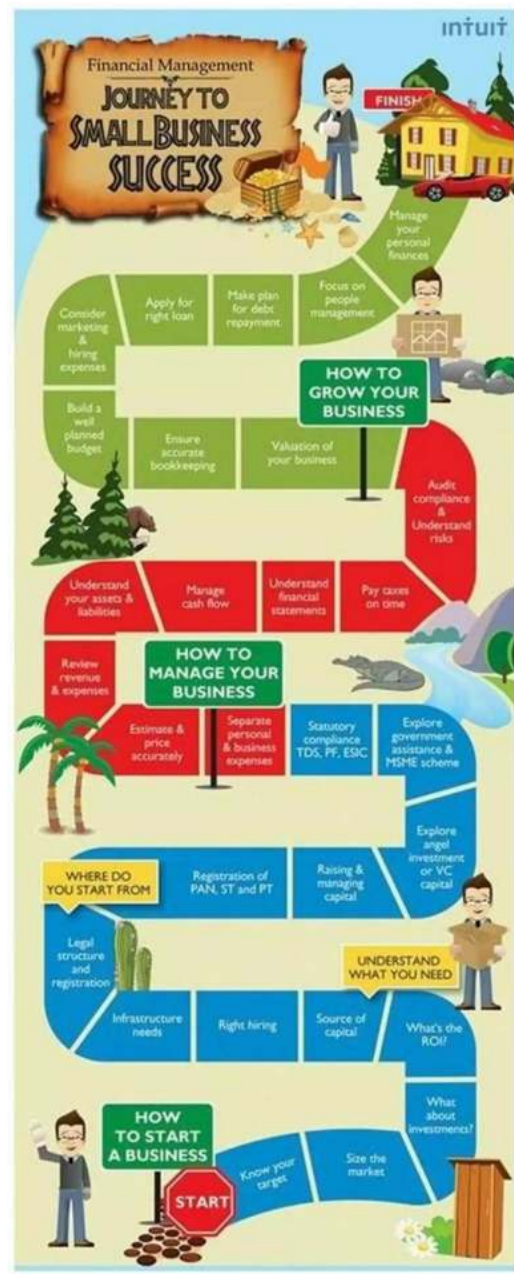 intuit
Financial Management
JOURNEY TO
SMALL BUSINESS
SUCCESS
FINISH
Manage
your
personal
finances
Focus on
people
management
Make plan
for debt
repayment
Apply for
right loan
Consider
marketing
&
hiring
expenses
HOW TO
GROW YOUR
BUSINESS
Build a
well
planned
budget
Ensure
accurate
bookkeeping
Valuation of
your business
Audit
compliance
&
Understand
risks
Understand
your assets &
liabilities
Manage
cash flow
Understand
financial
statements
Pay taxes
on time
Review
revenue
& expenses
HOW TO
MANAGE YOUR
BUSINESS
Estimate &
price
accurately
Separate
personal
& business
expenses
Statutory
compliance
TDS, PF, ESIC
Explore
government
assistance &
MSME scheme
Explore
angel
investment
or VC
capital
WHERE DO
YOU START FROM
Registration of
PAN, ST and PT
Raising &
managing
capital
Legal
structure
and
registration
UNDERSTAND
WHAT YOU NEED
Infrastructure
needs
Right hiring
Source of
capital
What's the
ROI?
What
about
investments?
HOW
TO START
A BUSINESS
START
Know your
target
Size the
market